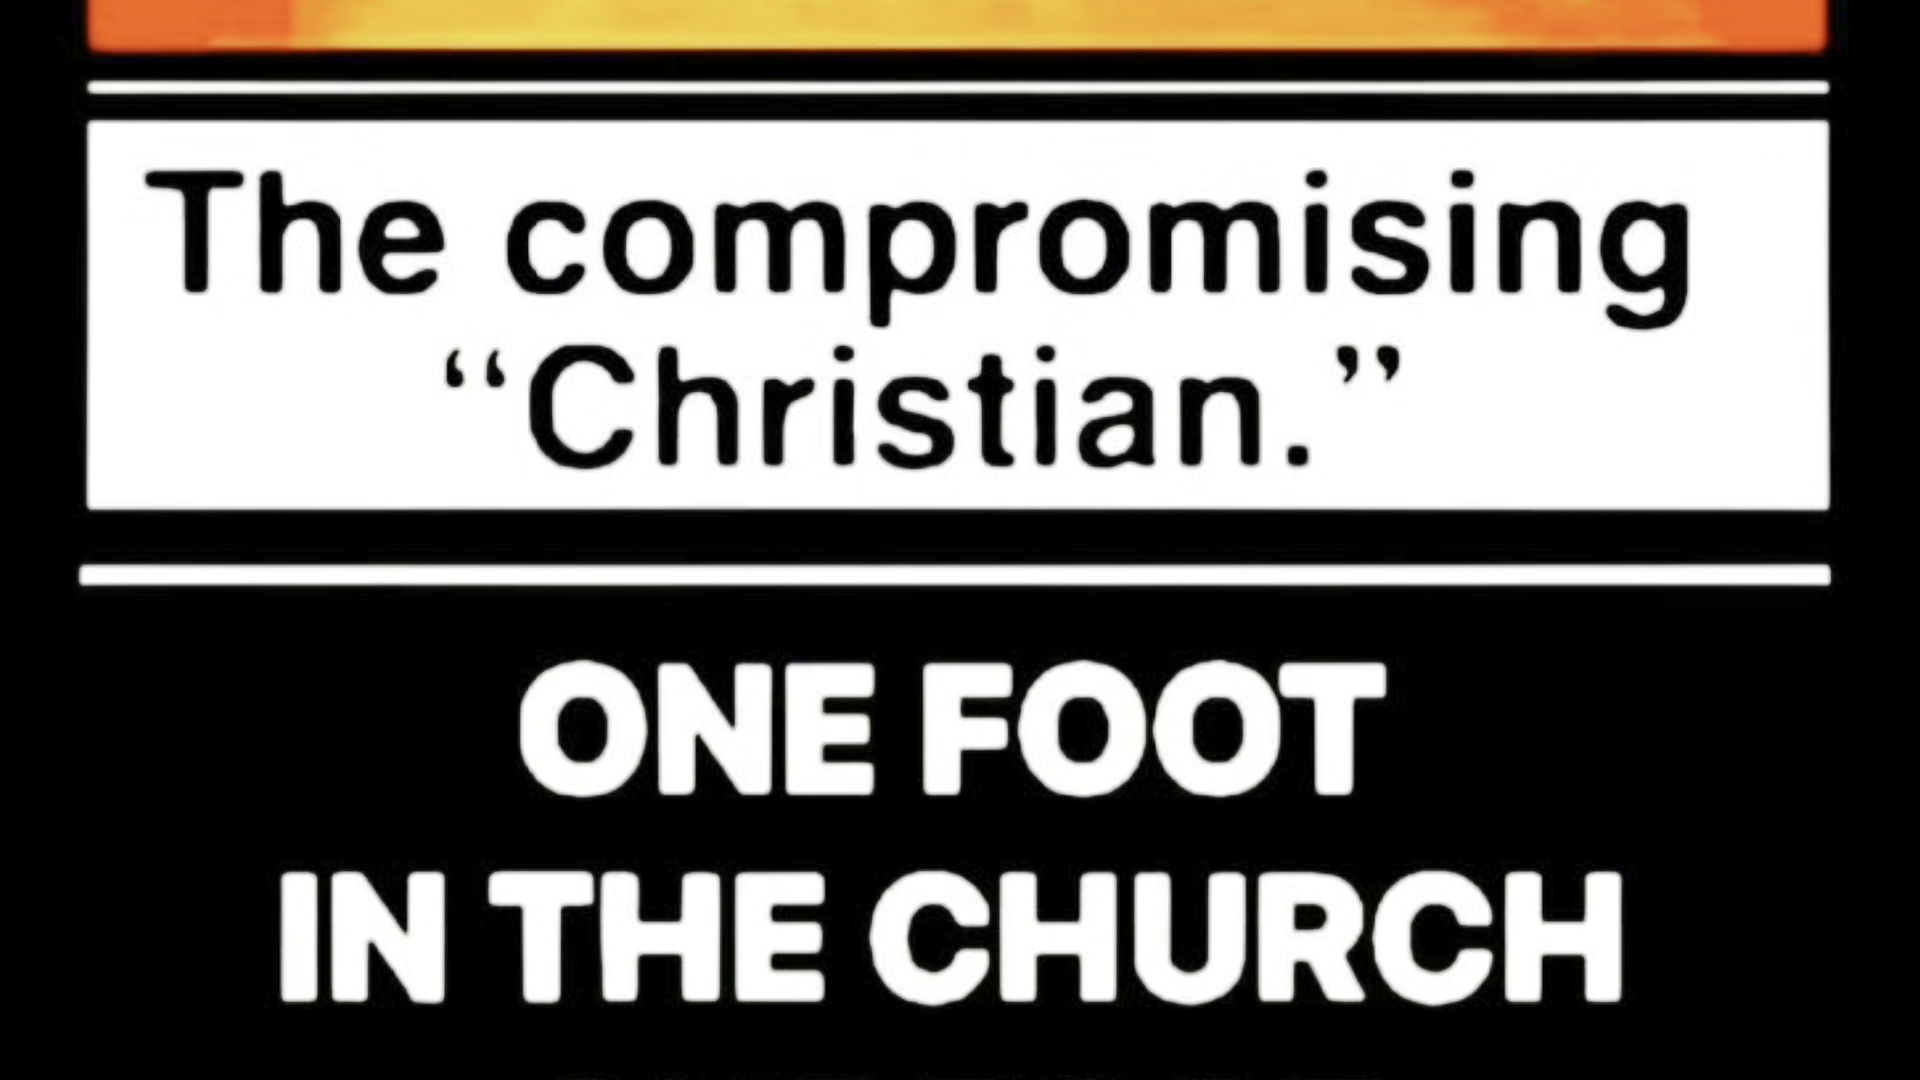 The compromising
“Christian.”
ONE FOOT
IN THE CHURCH